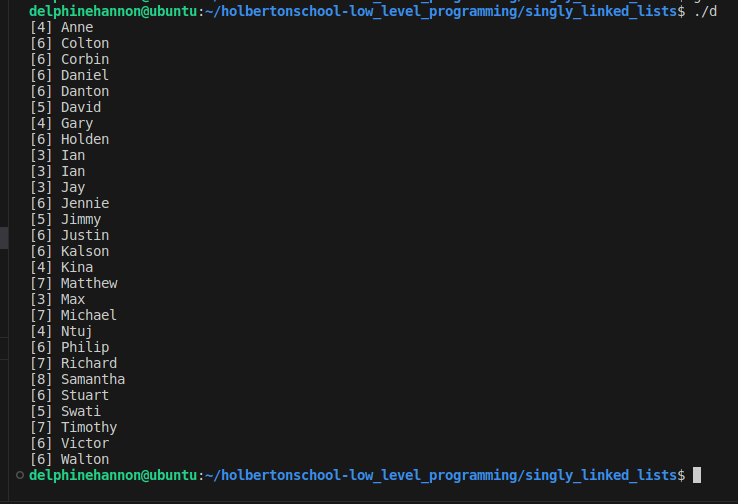 delphinehannon@ubuntu:~/holbertonschool-low_level_programming/singly_linked_lists$ ./d
[4] Anne
[6] Colton
[6] Corbin
[6] Daniel
[6] Danton
[5] David
[4] Gary
[6] Holden
[3] Ian
[3] Ian
[3] Jay
[6] Jennie
[5] Jimmy
[6] Justin
[6] Kalson
[4] Kina
[7] Matthew
[3] Max
[7] Michael
[4] Ntuj
[6] Philip
[7] Richard
[8] Samantha
[6] Stuart
[5] Swati
[7] Timothy
[6] Victor
[6] Walton
delphinehannon@ubuntu:~/holbertonschool-low_level_programming/singly_linked_lists$